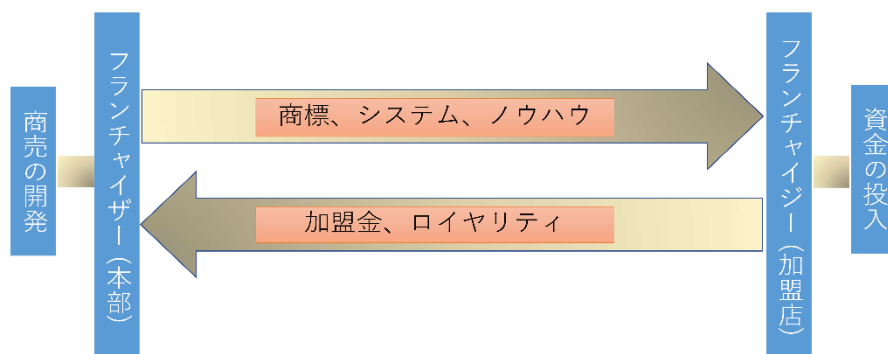 商売の開発
フランチャイザー(本部)
商標、システム、ノウハウ
加盟金、ロイヤリティ
フランチャイジー(加盟店)
資金の投入